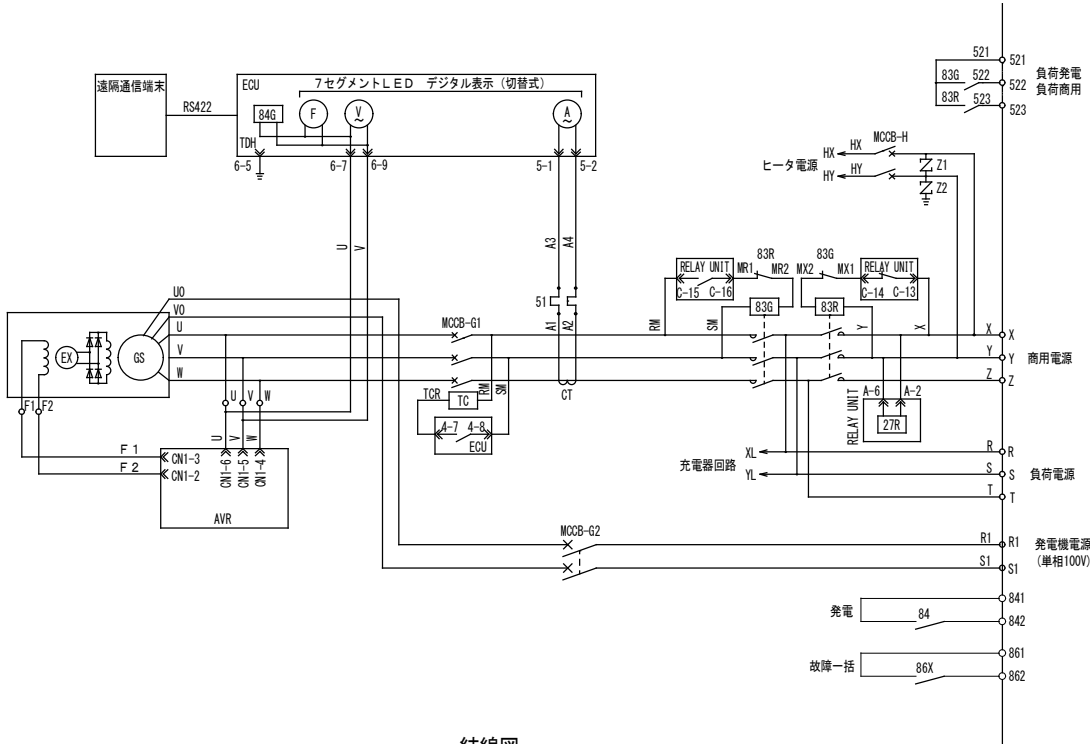 遠隔通信端末
RS422
ECU
7セグメントLED デジタル表示(切替式)
84G
F
V
A
TDH
6-5
6-7
6-9
5-1
5-2
521
521
83G
522
522
83R
523
523
負荷発電
負荷商用
ヒータ電源
HX
HX
MCCB-H
HY
HY
Z1
Z2
U
V
A3
A4
51
A1
A2
CT
RELAY UNIT
C-15
C-16
MR1
83R
MR2
83G
MX2
MX1
RELAY UNIT
C-14
C-13
83G
83R
RM
SM
Y
X
U0
V0
U
V
W
EX
GS
MCCB-G1
X
X
Y
Y
Z
Z
商用電源
F1
F2
U
V
W
U
V
W
TCR
TC
RM
SM
4-7
4-8
ECU
RELAY UNIT
A-6
A-2
27R
F1
F2
CN1-3
CN1-2
CN1-6
CN1-5
CN1-4
AVR
充電器回路
XL
YL
R
R
S
S
T
T
負荷電源
MCCB-G2
R1
R1
S1
S1
発電機電源
(単相100V)
発電
84
841
842
故障一括
86X
861
862